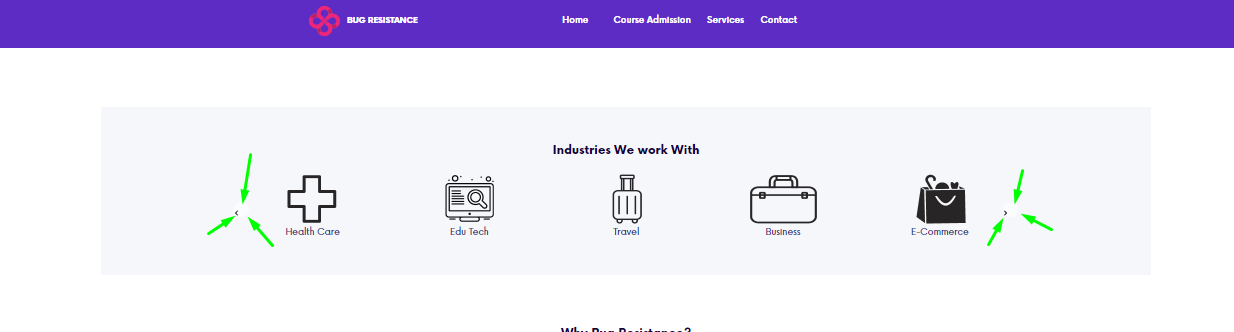 BUG RESISTANCE
Home Course Admission Services Contact
Industries We work With
Health Care Edu Tech Travel Business E-Commerce
Why Bug Resistance?